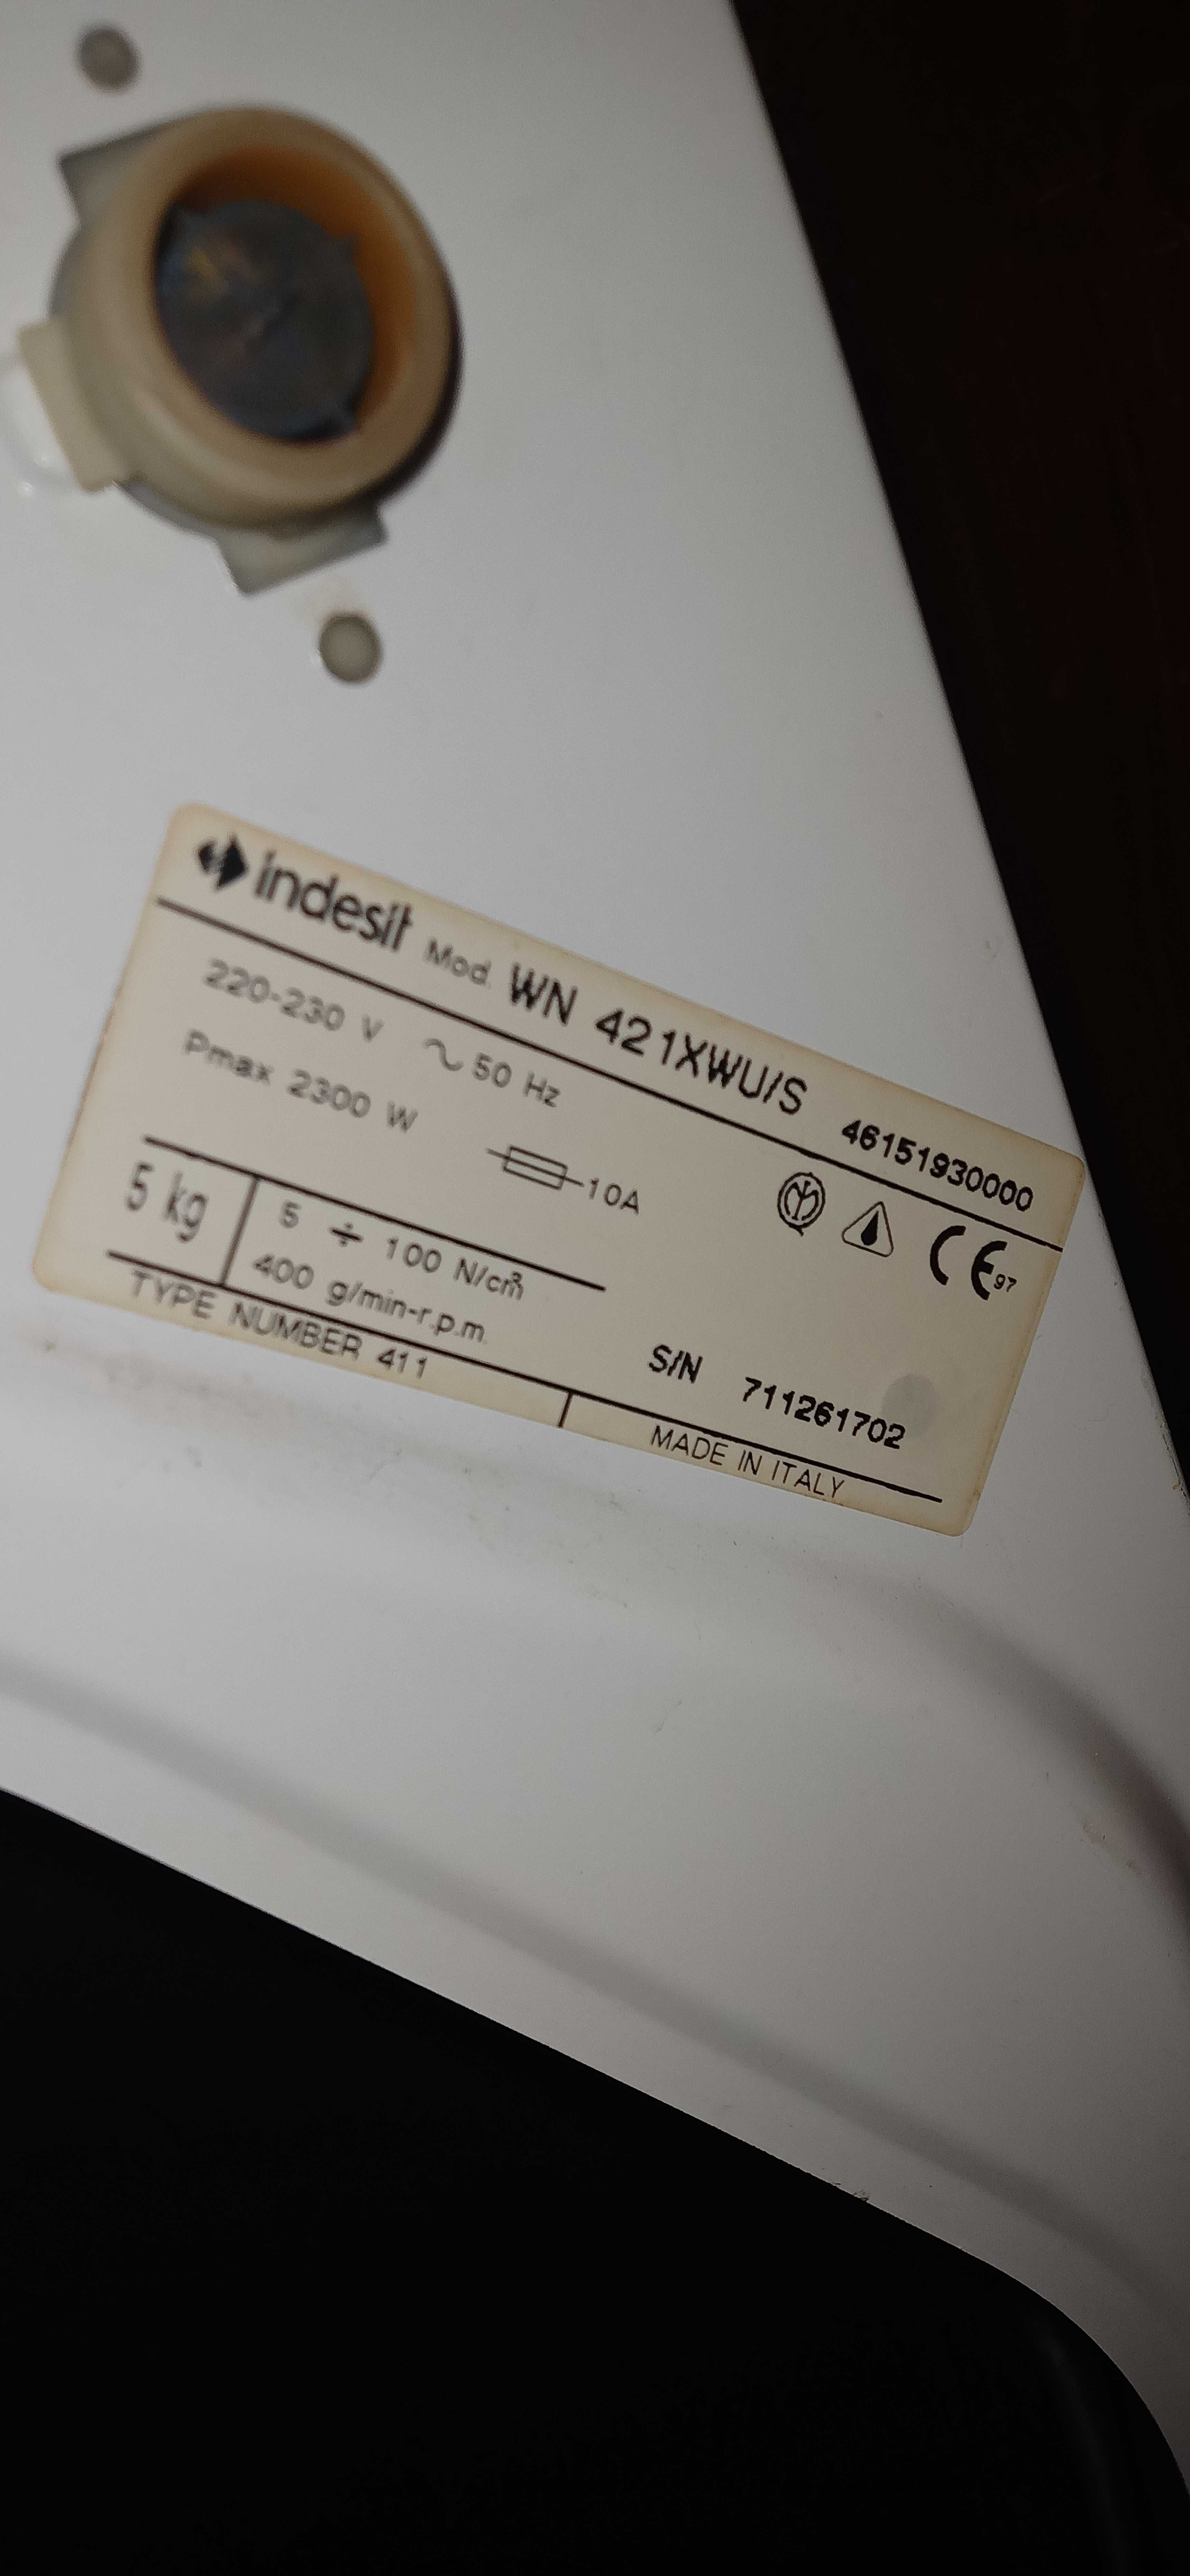 indesit Mod. WN 421XWU/S 46151930000
220-230 V ~ 50 Hz
Pmax 2300 W
10A
CE 97
5 kg
5 ÷ 100 N/cm²
400 g/min-r.p.m.
S/N 711261702
TYPE NUMBER 411
MADE IN ITALY